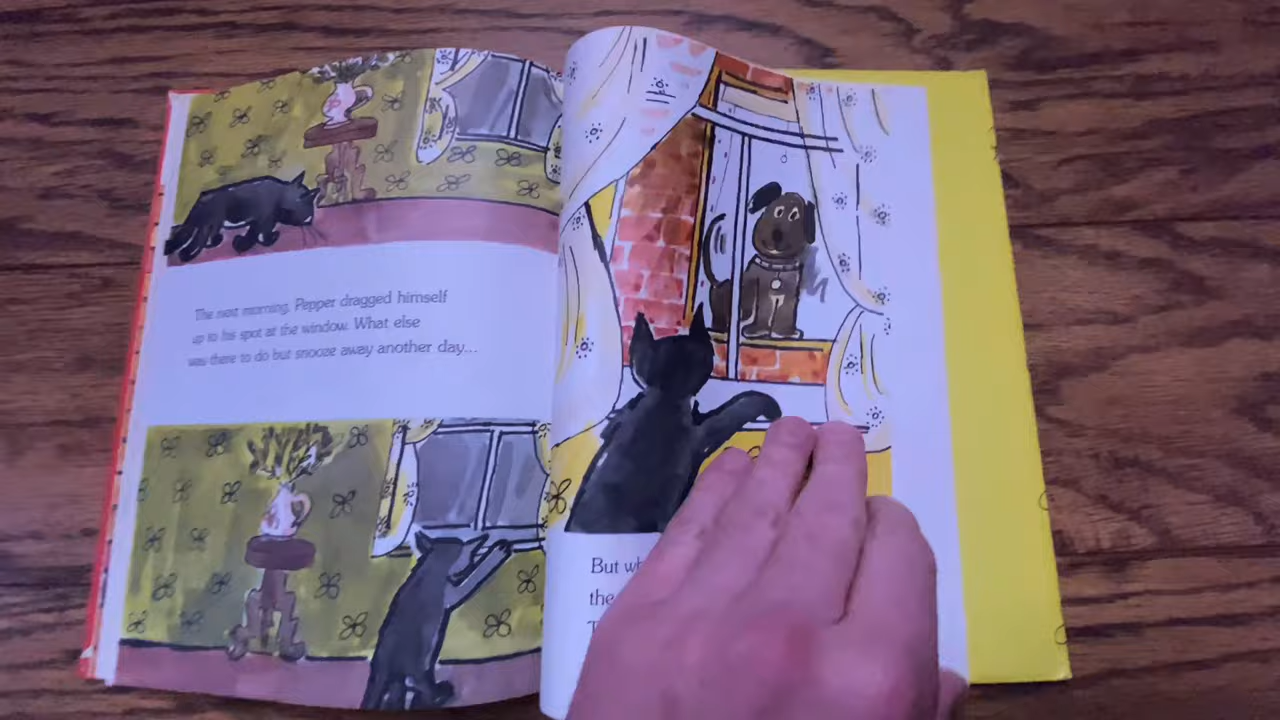 The next morning, Pepper dragged himself
up to his spot at the window. What else
was there to do but snooze away another day...
But
the